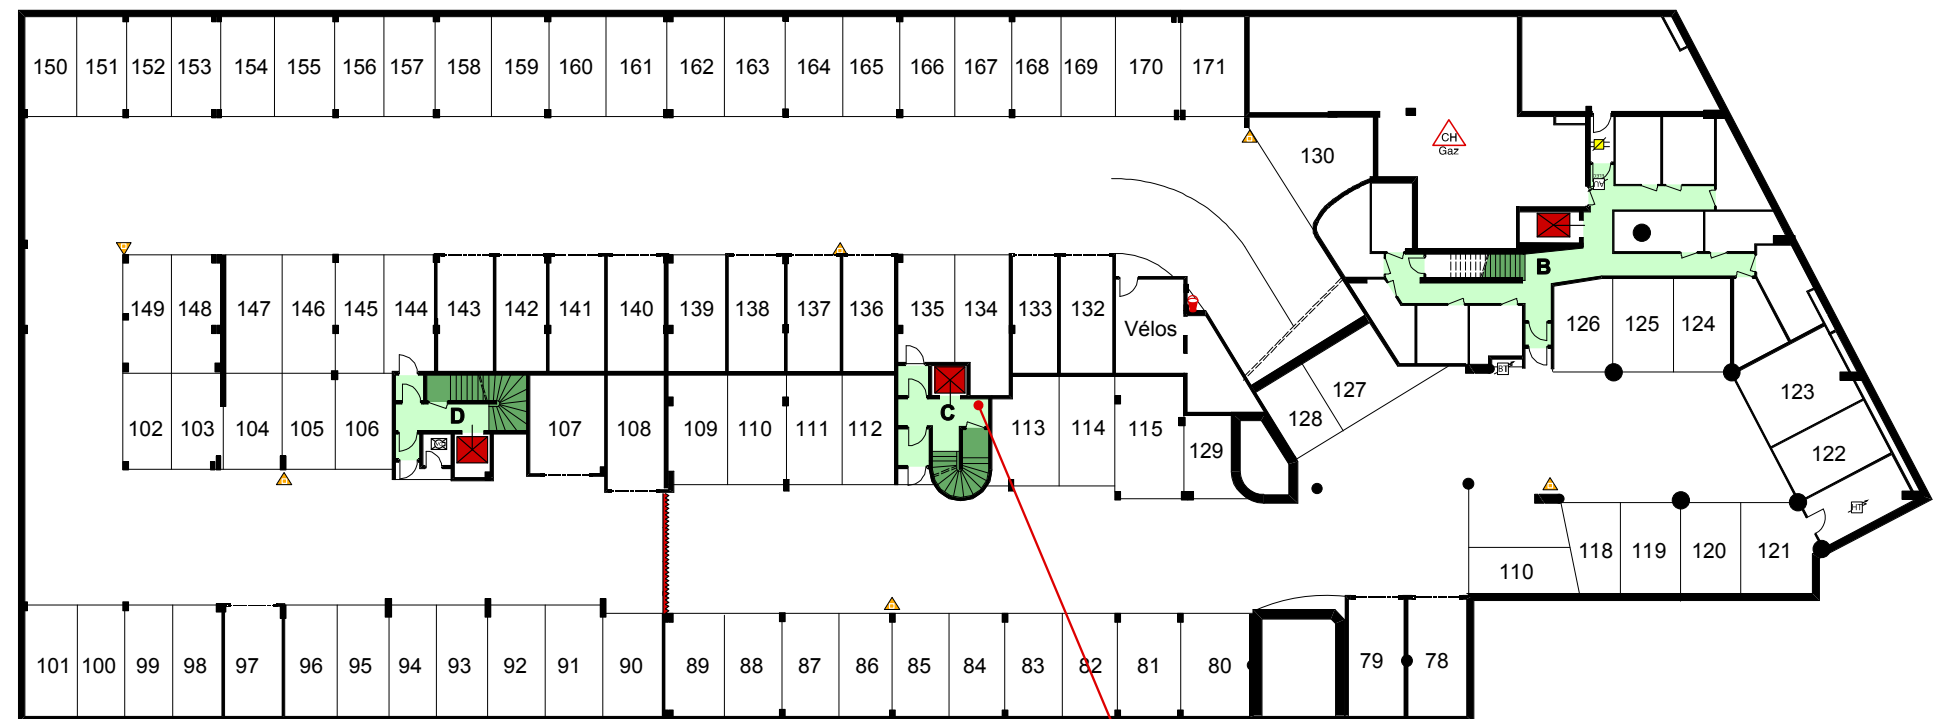 150 151 152 153 154 155 156 157 158 159 160 161 162 163 164 165 166 167 168 169 170 171
CH
Gaz
130
AU
B
149 148 147 146 145 144 143 142 141 140 139 138 137 136 135 134 133 132 Vélos 126 125 124
BT
127
128
123
102 103 104 105 106 D 107 108 109 110 111 112 C 113 114 115 129 122
HT
118 119 120 121
110
101 100 99 98 97 96 95 94 93 92 91 90 89 88 87 86 85 84 83 82 81 80 79 78